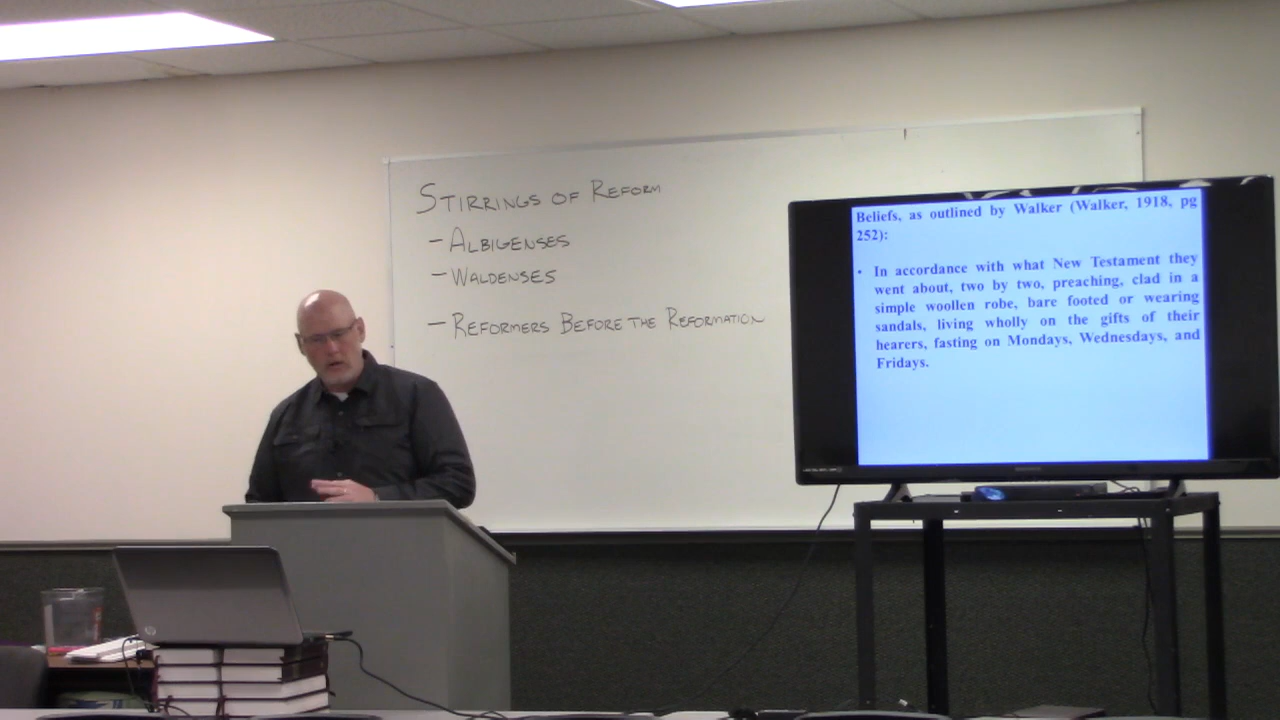 STIRRINGS OF REFORM
- ALBIGENSES
- WALDENSES
- REFORMERS BEFORE THE REFORMATION
Beliefs, as outlined by Walker (Walker, 1918, pg
252):
• In accordance with what New Testament they
went about, two by two, preaching, clad in a
simple woollen robe, bare footed or wearing
sandals, living wholly on the gifts of their
hearers, fasting on Mondays, Wednesdays, and
Fridays.
hp